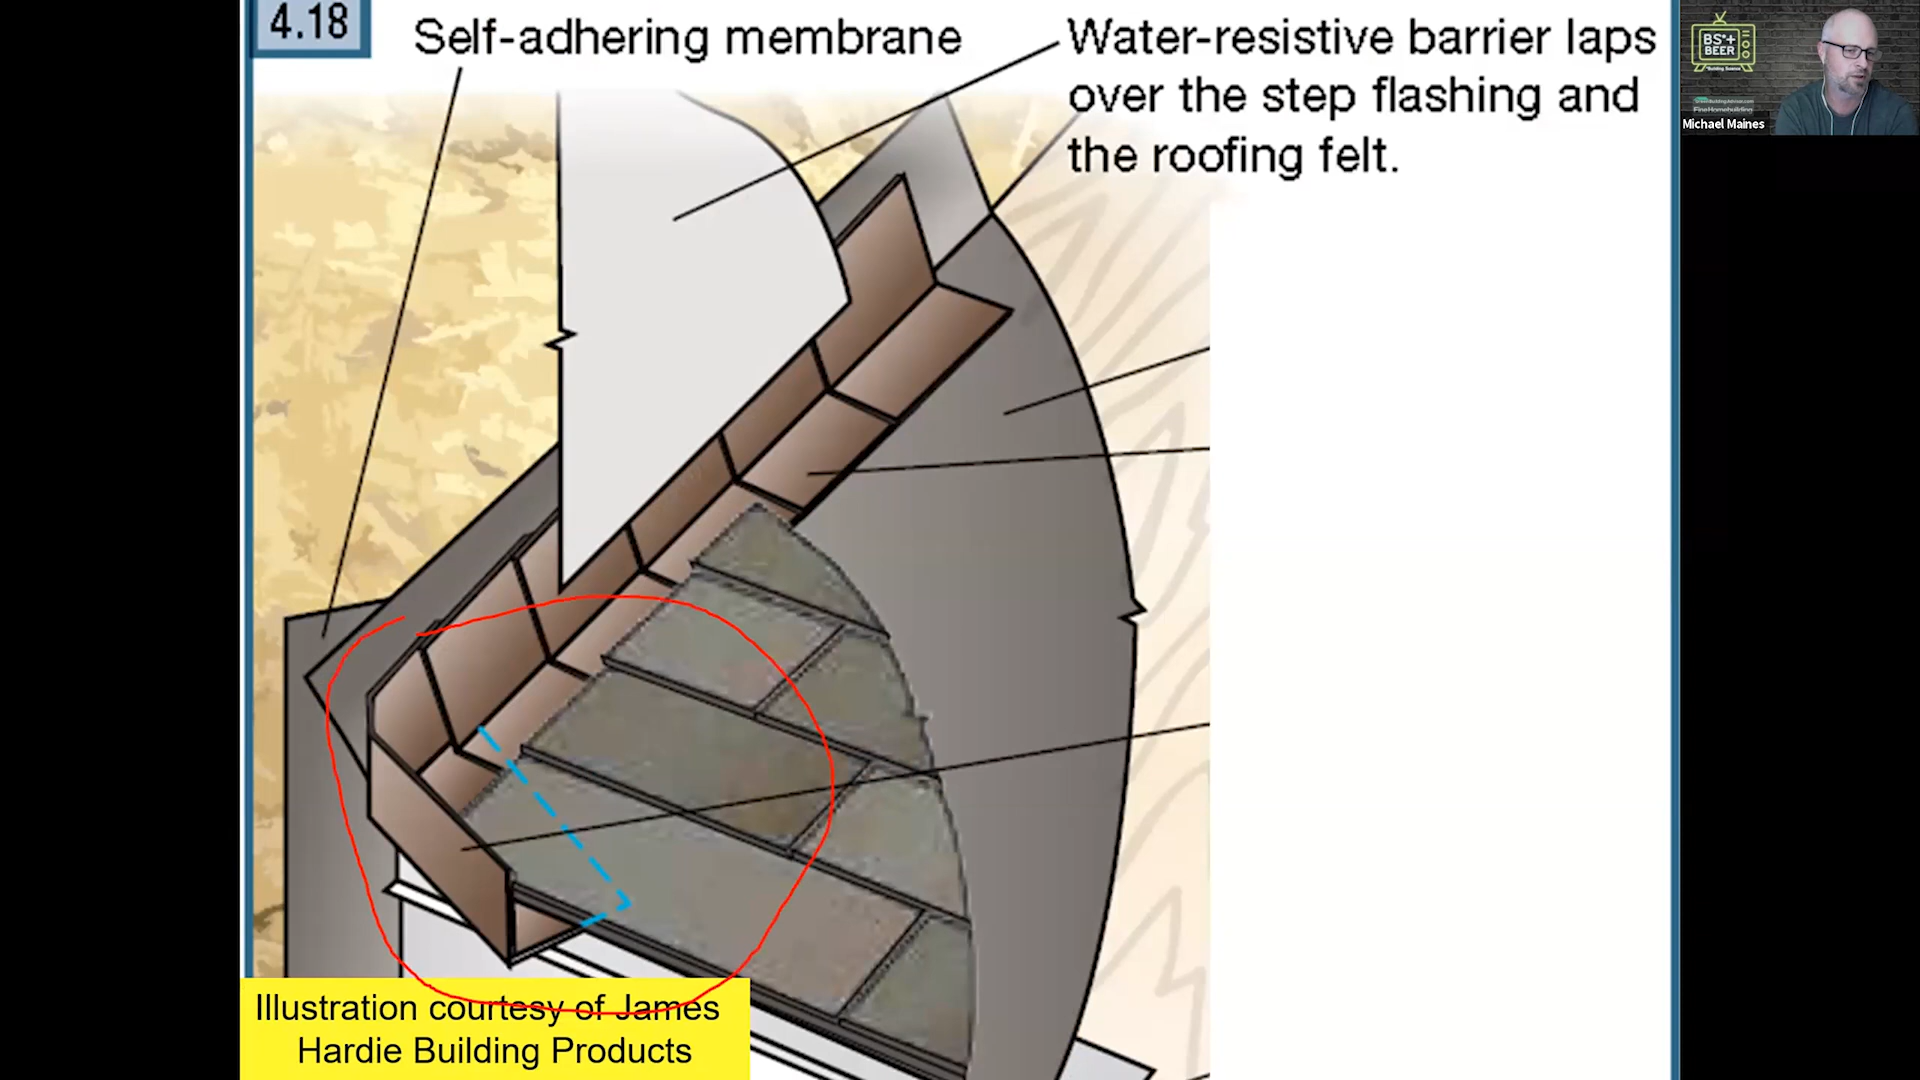 4.18
Self-adhering membrane
Water-resistive barrier laps
over the step flashing and
the roofing felt.
Illustration courtesy of James
Hardie Building Products
BS* +
BEER
FineHomebuilding
Michael Maines